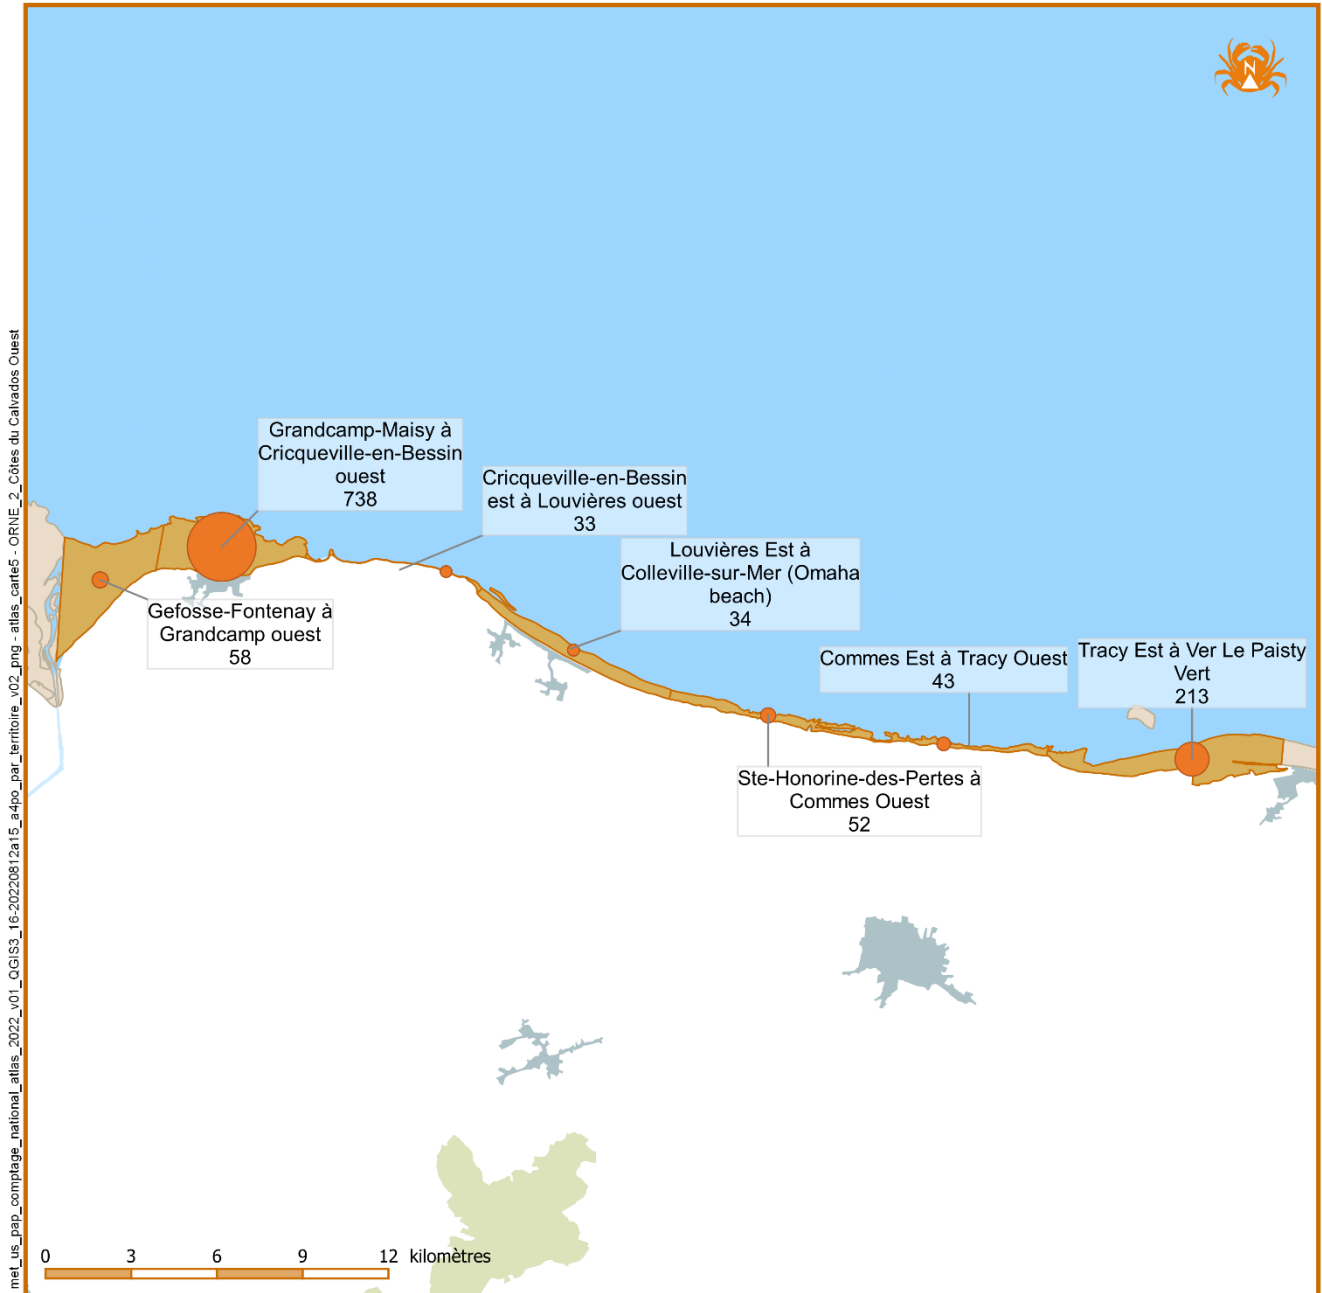 N
Grandcamp-Maisy à
Cricqueville-en-Bessin
ouest
738
Cricqueville-en-Bessin
est à Louvières ouest
33
Louvières Est à
Colleville-sur-Mer (Omaha
beach)
34
Gefosse-Fontenay à
Grandcamp ouest
58
Commes Est à Tracy Ouest
43
Tracy Est à Ver Le Paisty
Vert
213
Ste-Honorine-des-Pertes à
Commes Ouest
52
0 3 6 9 12 kilomètres
met_us_pap_comptage_national_atlas_2022_v01_QGIS3_16-20220812a15_a4po_par_territoire_v02_png - atlas_carte5 - ORNE_2_Côtes du Calvados Ouest